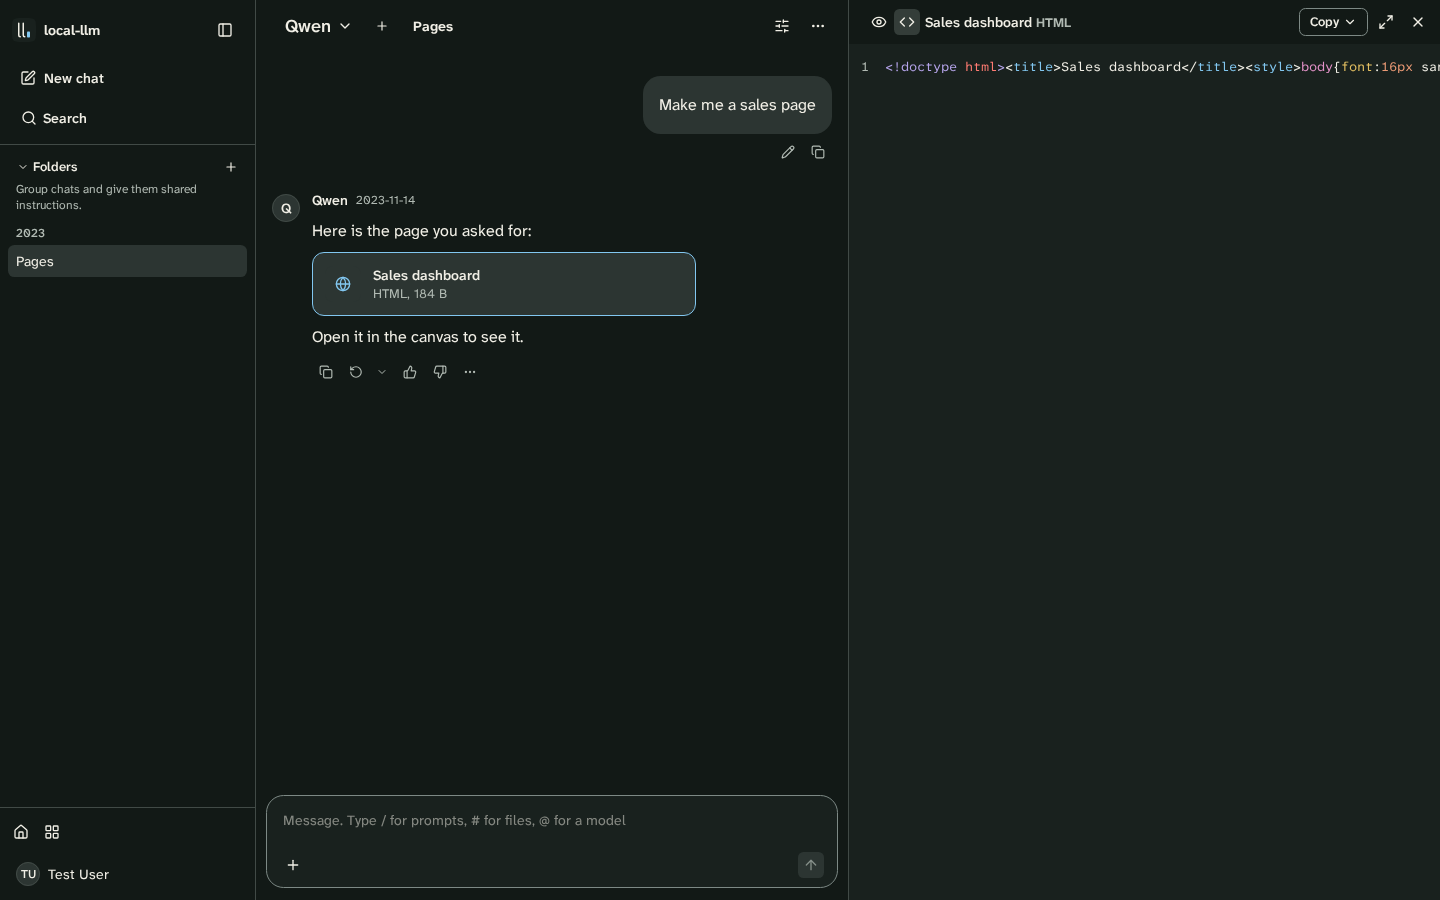 local-llm
New chat
Search
Folders
Group chats and give them shared
instructions.
2023
Pages
TU
Test User
Qwen
Pages
Make me a sales page
Q
Qwen 2023-11-14
Here is the page you asked for:
Sales dashboard
HTML, 184 B
Open it in the canvas to see it.
Message. Type / for prompts, # for files, @ for a model
Sales dashboard HTML
Copy
1 <!doctype html><title>Sales dashboard</title><style>body{font:16px